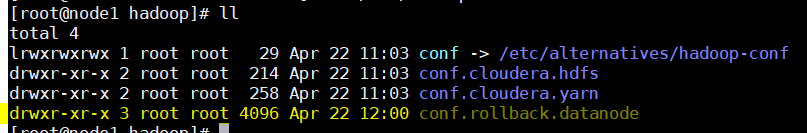 [root@node1 hadoop]# ll
total 4
lrwxrwxrwx 1 root root   29 Apr 22 11:03 conf -> /etc/alternatives/hadoop-conf
drwxr-xr-x 2 root root  214 Apr 22 11:03 conf.cloudera.hdfs
drwxr-xr-x 2 root root  258 Apr 22 11:03 conf.cloudera.yarn
drwxr-xr-x 3 root root 4096 Apr 22 12:00 conf.rollback.datanode
[root@node1 hadoop]#